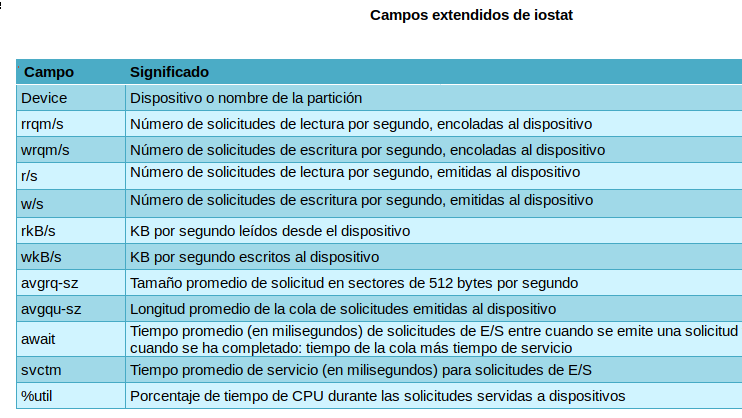 Campos extendidos de iostat
Campo Significado
Device Dispositivo o nombre de la partición
rrqm/s Número de solicitudes de lectura por segundo, encoladas al dispositivo
wrqm/s Número de solicitudes de escritura por segundo, encoladas al dispositivo
r/s Número de solicitudes de lectura por segundo, emitidas al dispositivo
w/s Número de solicitudes de escritura por segundo, emitidas al dispositivo
rkB/s KB por segundo leídos desde el dispositivo
wkB/s KB por segundo escritos al dispositivo
avgrq-sz Tamaño promedio de solicitud en sectores de 512 bytes por segundo
avgqu-sz Longitud promedio de la cola de solicitudes emitidas al dispositivo
await Tiempo promedio (en milisegundos) de solicitudes de E/S entre cuando se emite una solicitud
cuando se ha completado: tiempo de la cola más tiempo de servicio
svctm Tiempo promedio de servicio (en milisegundos) para solicitudes de E/S
%util Porcentaje de tiempo de CPU durante las solicitudes servidas a dispositivos